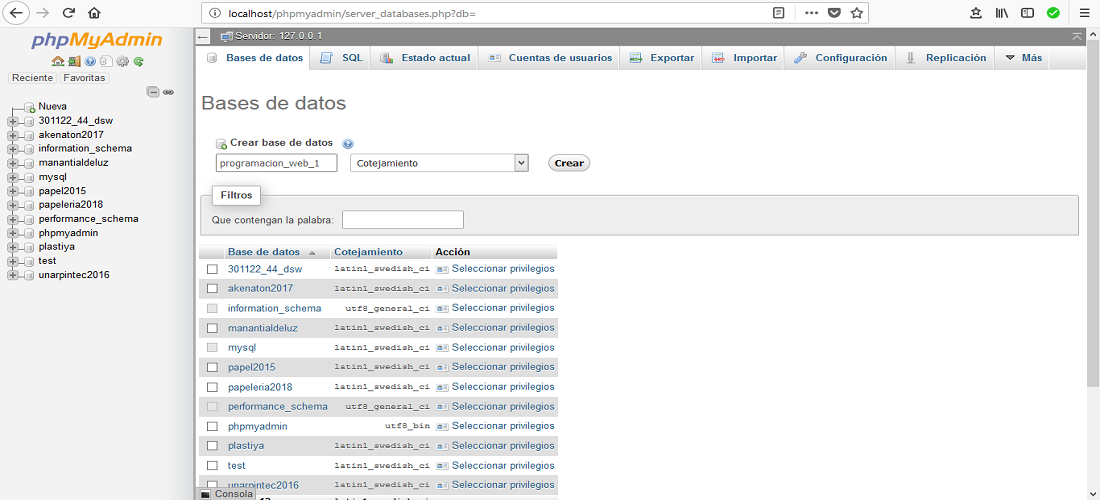 localhost/phpmyadmin/server_databases.php?db=
phpMyAdmin
Reciente Favoritas
Nueva
301122_44_dsw
akenaton2017
information_schema
manantialdeluz
mysql
papel2015
papeleria2018
performance_schema
phpmyadmin
plastiya
test
unarpintec2016
Servidor: 127.0.0.1
Bases de datos SQL Estado actual Cuentas de usuarios Exportar Importar Configuración Replicación Más
Bases de datos
Crear base de datos
programacion_web_1 Cotejamiento Crear
Filtros
Que contengan la palabra:
Base de datos Cotejamiento Acción
301122_44_dsw latin1_swedish_ci Seleccionar privilegios
akenaton2017 latin1_swedish_ci Seleccionar privilegios
information_schema utf8_general_ci Seleccionar privilegios
manantialdeluz latin1_swedish_ci Seleccionar privilegios
mysql latin1_swedish_ci Seleccionar privilegios
papel2015 latin1_swedish_ci Seleccionar privilegios
papeleria2018 latin1_swedish_ci Seleccionar privilegios
performance_schema utf8_general_ci Seleccionar privilegios
phpmyadmin utf8_bin Seleccionar privilegios
plastiya latin1_swedish_ci Seleccionar privilegios
test latin1_swedish_ci Seleccionar privilegios
unarpintec2016 latin1_swedish_ci Seleccionar privilegios
Consola